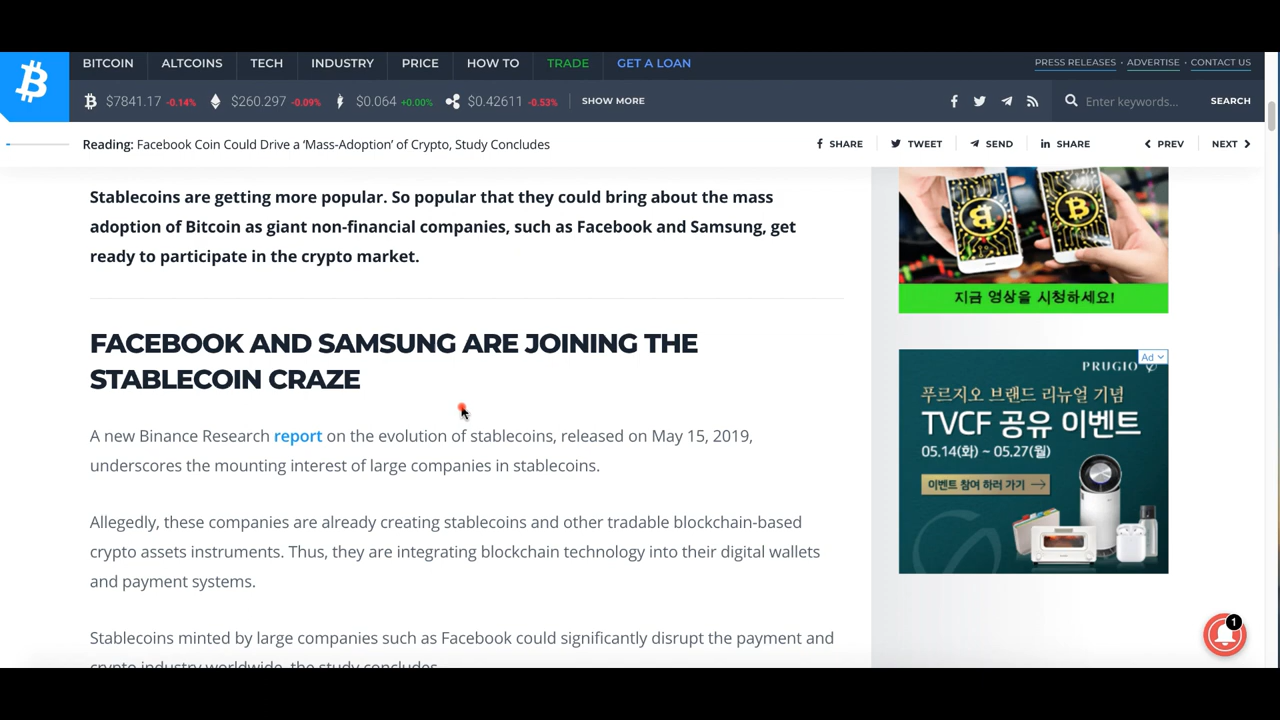 BITCOIN ALTCOINS TECH INDUSTRY PRICE HOW TO TRADE GET A LOAN PRESS RELEASES · ADVERTISE · CONTACT US
$7841.17 -0.14% $260.297 -0.09% $0.064 +0.00% $0.42611 -0.53% SHOW MORE Enter keywords... SEARCH
Reading: Facebook Coin Could Drive a ‘Mass-Adoption’ of Crypto, Study Concludes SHARE TWEET SEND SHARE PREV NEXT
Stablecoins are getting more popular. So popular that they could bring about the mass
adoption of Bitcoin as giant non-financial companies, such as Facebook and Samsung, get
ready to participate in the crypto market.
FACEBOOK AND SAMSUNG ARE JOINING THE
STABLECOIN CRAZE
A new Binance Research report on the evolution of stablecoins, released on May 15, 2019,
underscores the mounting interest of large companies in stablecoins.
Allegedly, these companies are already creating stablecoins and other tradable blockchain-based
crypto assets instruments. Thus, they are integrating blockchain technology into their digital wallets
and payment systems.
Stablecoins minted by large companies such as Facebook could significantly disrupt the payment and
crypto industry worldwide, the study concludes.
지금 영상을 시청하세요!
Ad
PRUGIO
푸르지오 브랜드 리뉴얼 기념
TVCF 공유 이벤트
05.14(화) ~ 05.27(월)
이벤트 참여 하러 가기
1